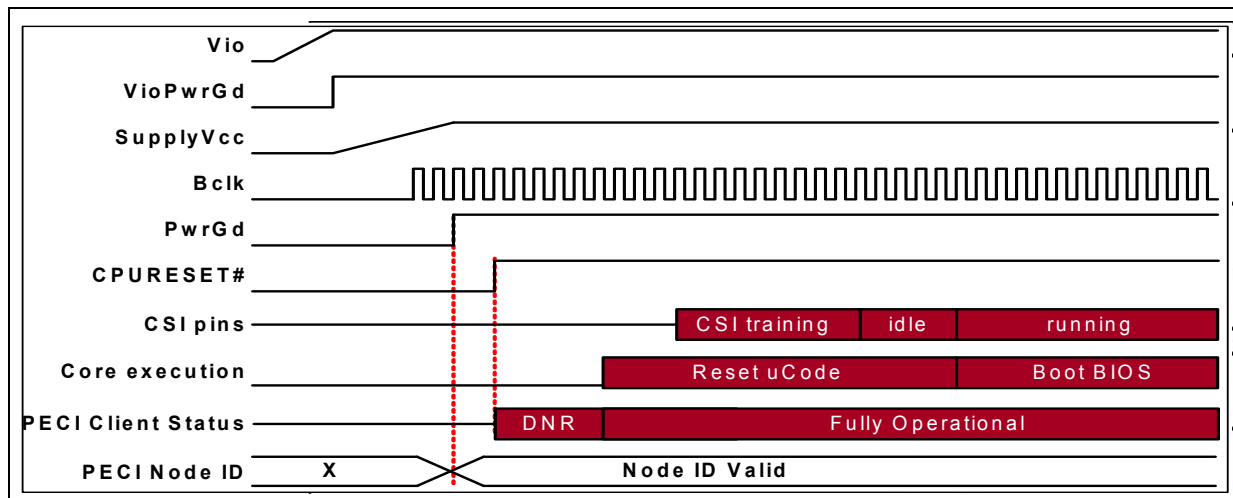 Vio
VioPwrGd
SupplyVcc
Bclk
PwrGd
CPURESET#
CSI pins CSI training idle running
Core execution Reset uCode Boot BIOS
PECI Client Status DNR Fully Operational
PECI Node ID X Node ID Valid